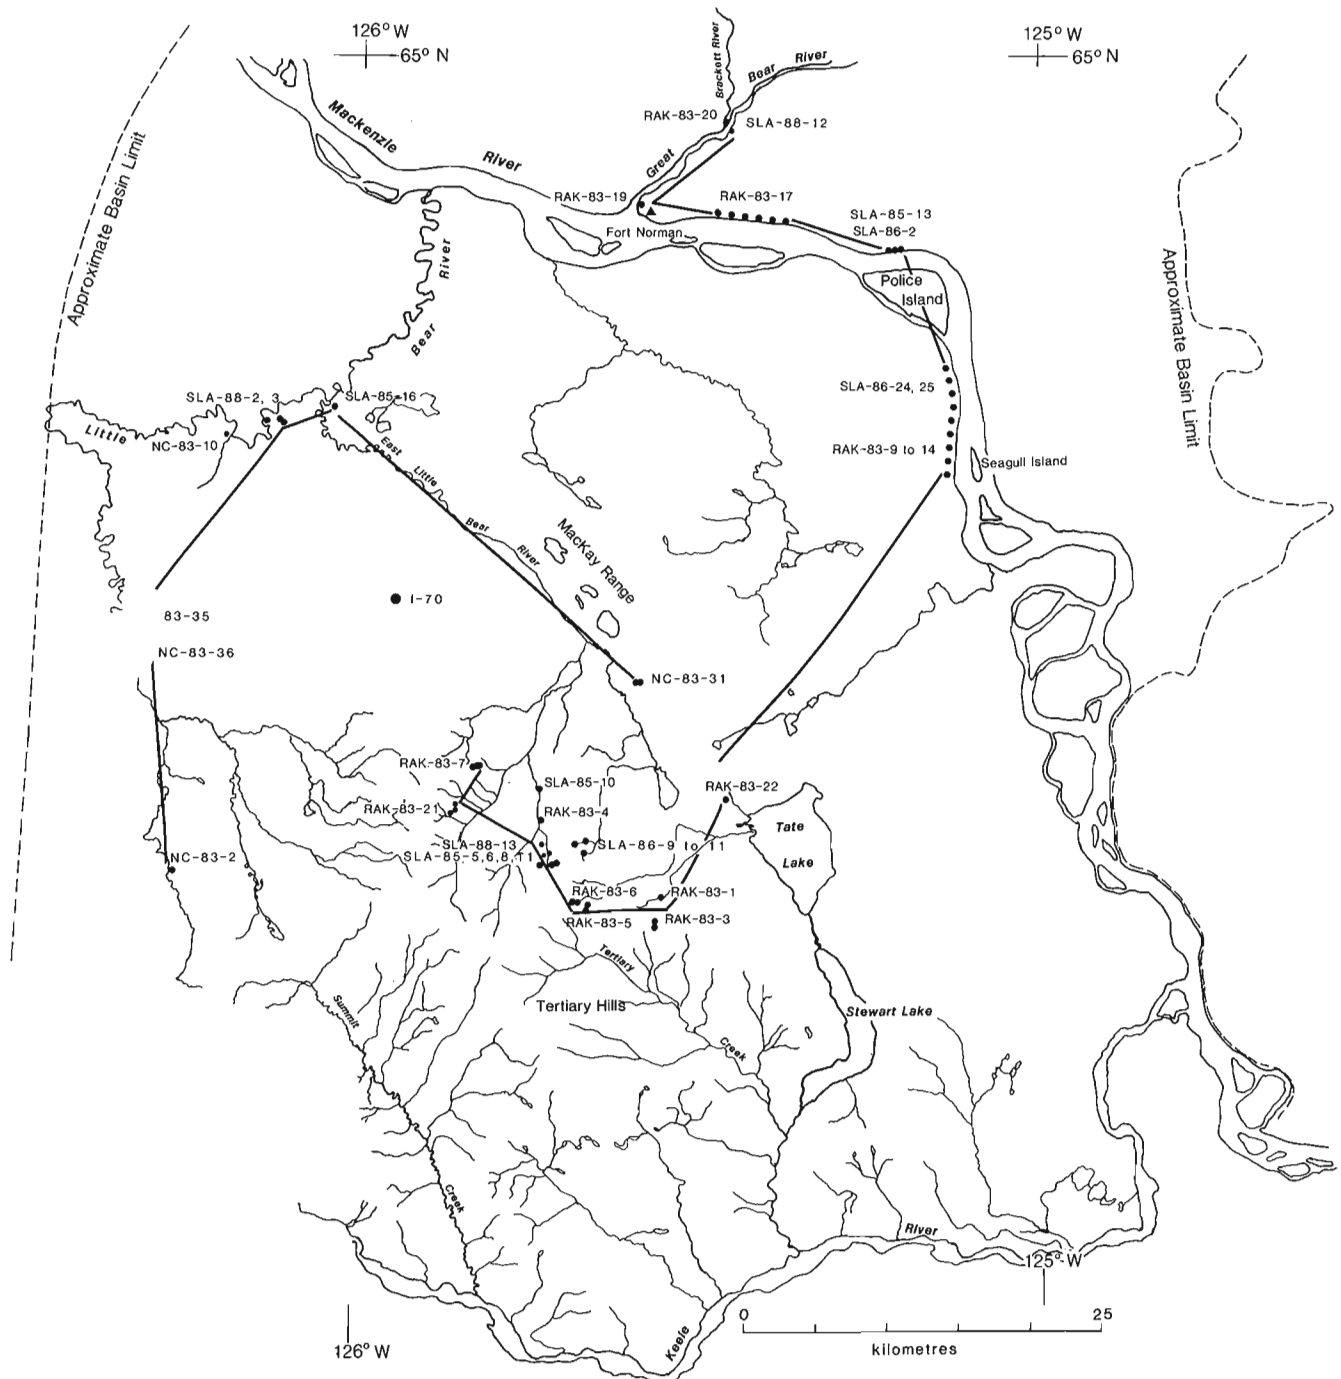 126° W
65° N
125° W
65° N
Brackett River
Bear River
RAK-83-20
SLA-88-12
Mackenzie River
Great
RAK-83-19
RAK-83-17
SLA-85-13
SLA-86-2
Fort Norman
Approximate Basin Limit
Police
Island
Approximate Basin Limit
River
Bear
SLA-86-24, 25
SLA-88-2, 3
SLA-85-16
Little
NC-83-10
East
Little
Bear
River
RAK-83-9 to 14
Seagull Island
MacKay Range
I-70
83-35
NC-83-36
NC-83-31
RAK-83-7
SLA-85-10
RAK-83-22
RAK-83-21
RAK-83-4
Tate
Lake
SLA-88-13
SLA-86-9 to 11
SLA-85-5,6,8,11
NC-83-2
RAK-83-6
RAK-83-1
RAK-83-5
RAK-83-3
Tertiary
Summit
Tertiary Hills
Stewart Lake
Creek
Creek
River
125° W
0 25
kilometres
Keele
126° W